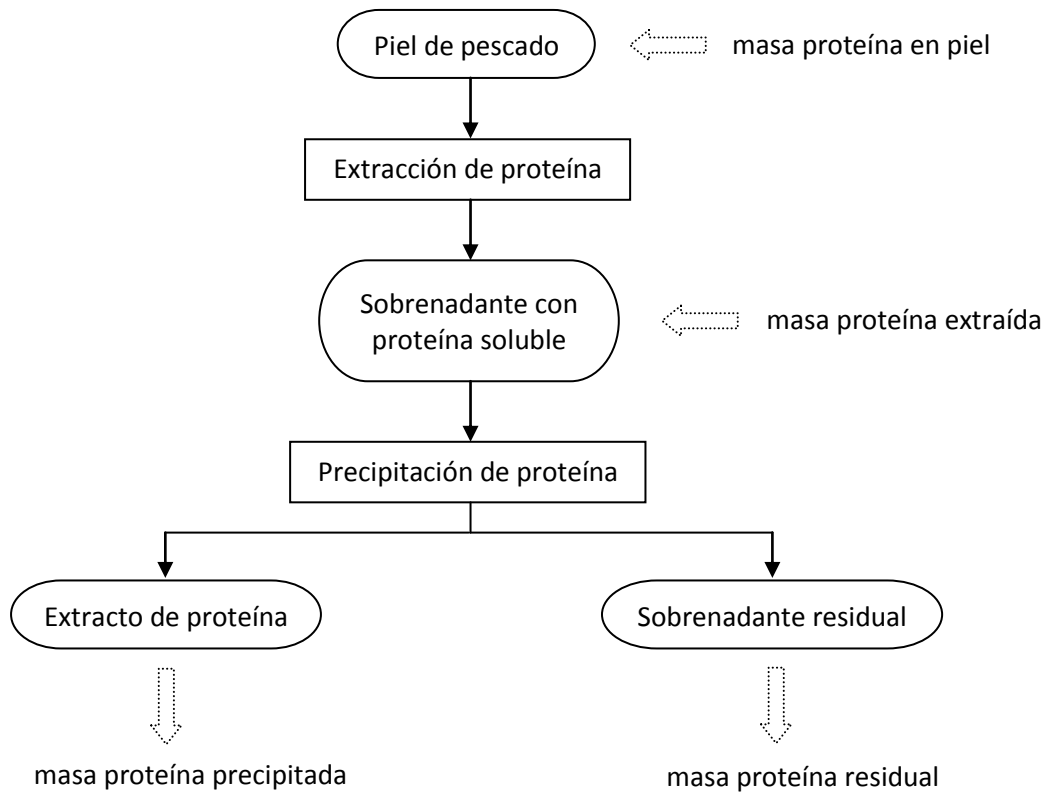 Piel de pescado
masa proteína en piel
Extracción de proteína
Sobrenadante con
proteína soluble
masa proteína extraída
Precipitación de proteína
Extracto de proteína
Sobrenadante residual
masa proteína precipitada
masa proteína residual